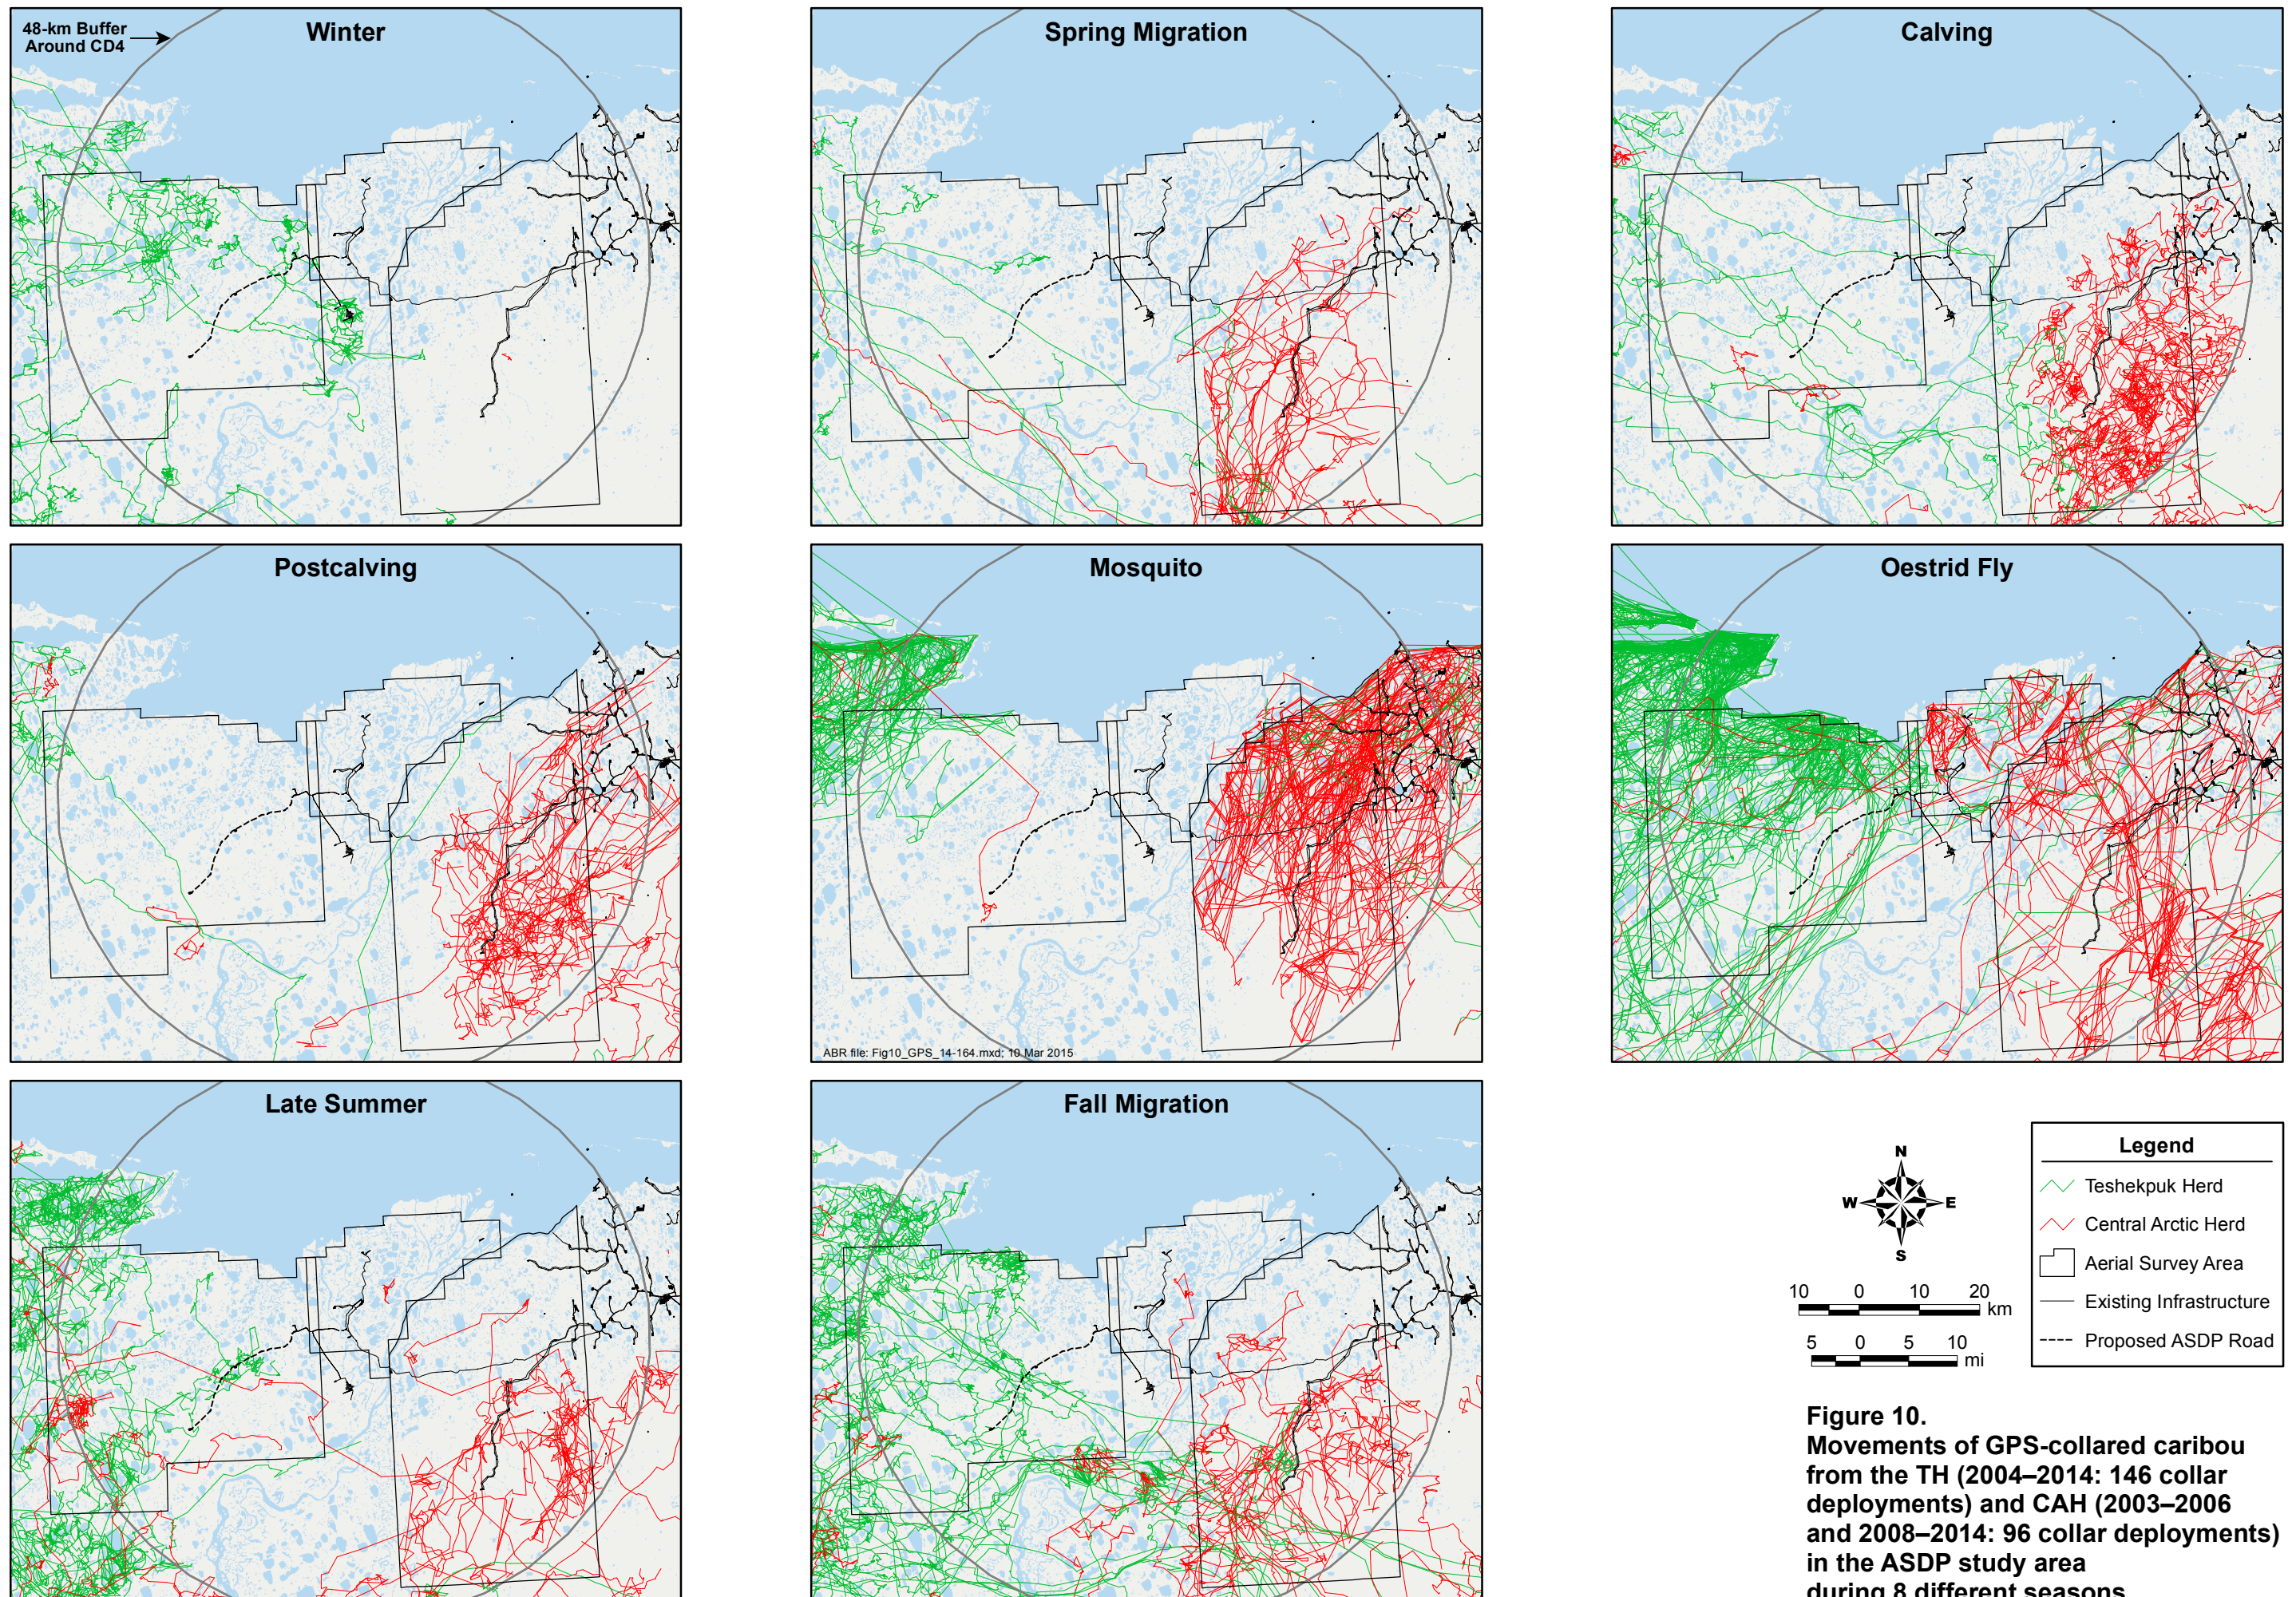 48-km Buffer
Around CD4
Winter
Spring Migration
Calving
Postcalving
Mosquito
ABR file: Fig10_GPS_14-164.mxd; 10 Mar 2015
Oestrid Fly
Late Summer
Fall Migration
N
W E
S
10 0 10 20
km
5 0 5 10
mi
Legend
Teshekpuk Herd
Central Arctic Herd
Aerial Survey Area
Existing Infrastructure
Proposed ASDP Road
Figure 10.
Movements of GPS-collared caribou
from the TH (2004–2014: 146 collar
deployments) and CAH (2003–2006
and 2008–2014: 96 collar deployments)
in the ASDP study area
during 8 different seasons